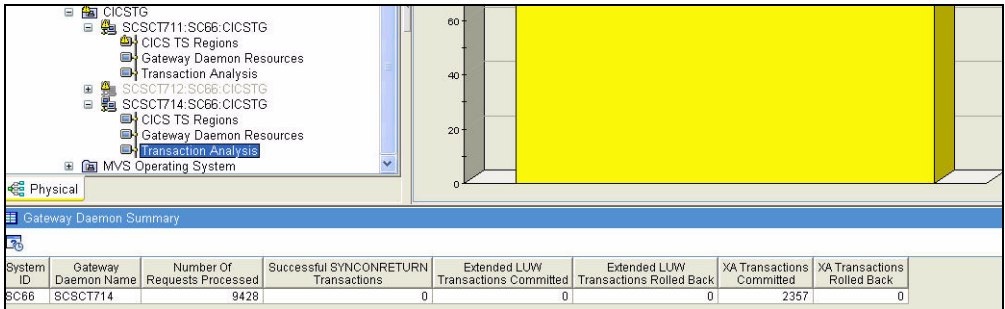 CICSTG
SCSCT711:SC66:CICSTG
CICS TS Regions
Gateway Daemon Resources
Transaction Analysis
SCSCT712:SC66:CICSTG
SCSCT714:SC66:CICSTG
CICS TS Regions
Gateway Daemon Resources
Transaction Analysis
MVS Operating System
Physical
60
40
20
0
Gateway Daemon Summary
System ID Gateway Daemon Name Number Of Requests Processed Successful SYNCONRETURN Transactions Extended LUW Transactions Committed Extended LUW Transactions Rolled Back XA Transactions Committed XA Transactions Rolled Back
SC66 SCSCT714 9428 0 0 0 2357 0